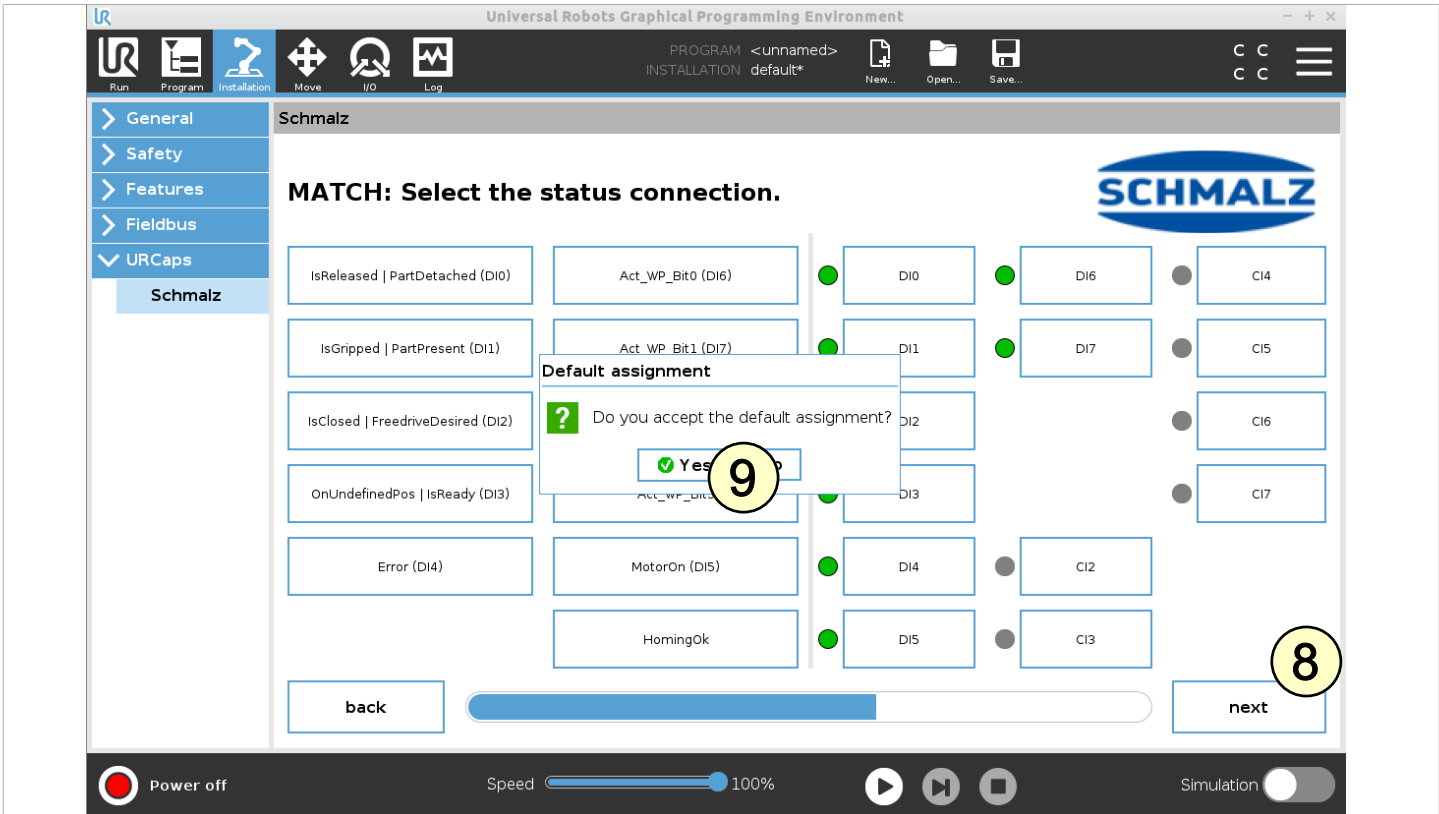 Universal Robots Graphical Programming Environment
PROGRAM <unnamed>
INSTALLATION default*
Run
Program
Installation
Move
I/O
Log
New...
Open...
Save...
C C
C C
General
Safety
Features
Fieldbus
URCaps
Schmalz
Schmalz
MATCH: Select the status connection.
SCHMALZ
IsReleased | PartDetached (DI0)
Act_WP_Bit0 (DI6)
DI0
DI6
CI4
IsGripped | PartPresent (DI1)
Act_WP_Bit1 (DI7)
DI1
DI7
CI5
Default assignment
Do you accept the default assignment?
Yes
9
IsClosed | FreedriveDesired (DI2)
DI2
CI6
OnUndefinedPos | IsReady (DI3)
DI3
CI7
Error (DI4)
MotorOn (DI5)
DI4
CI2
HomingOk
DI5
CI3
8
back
next
Power off
Speed
100%
Simulation